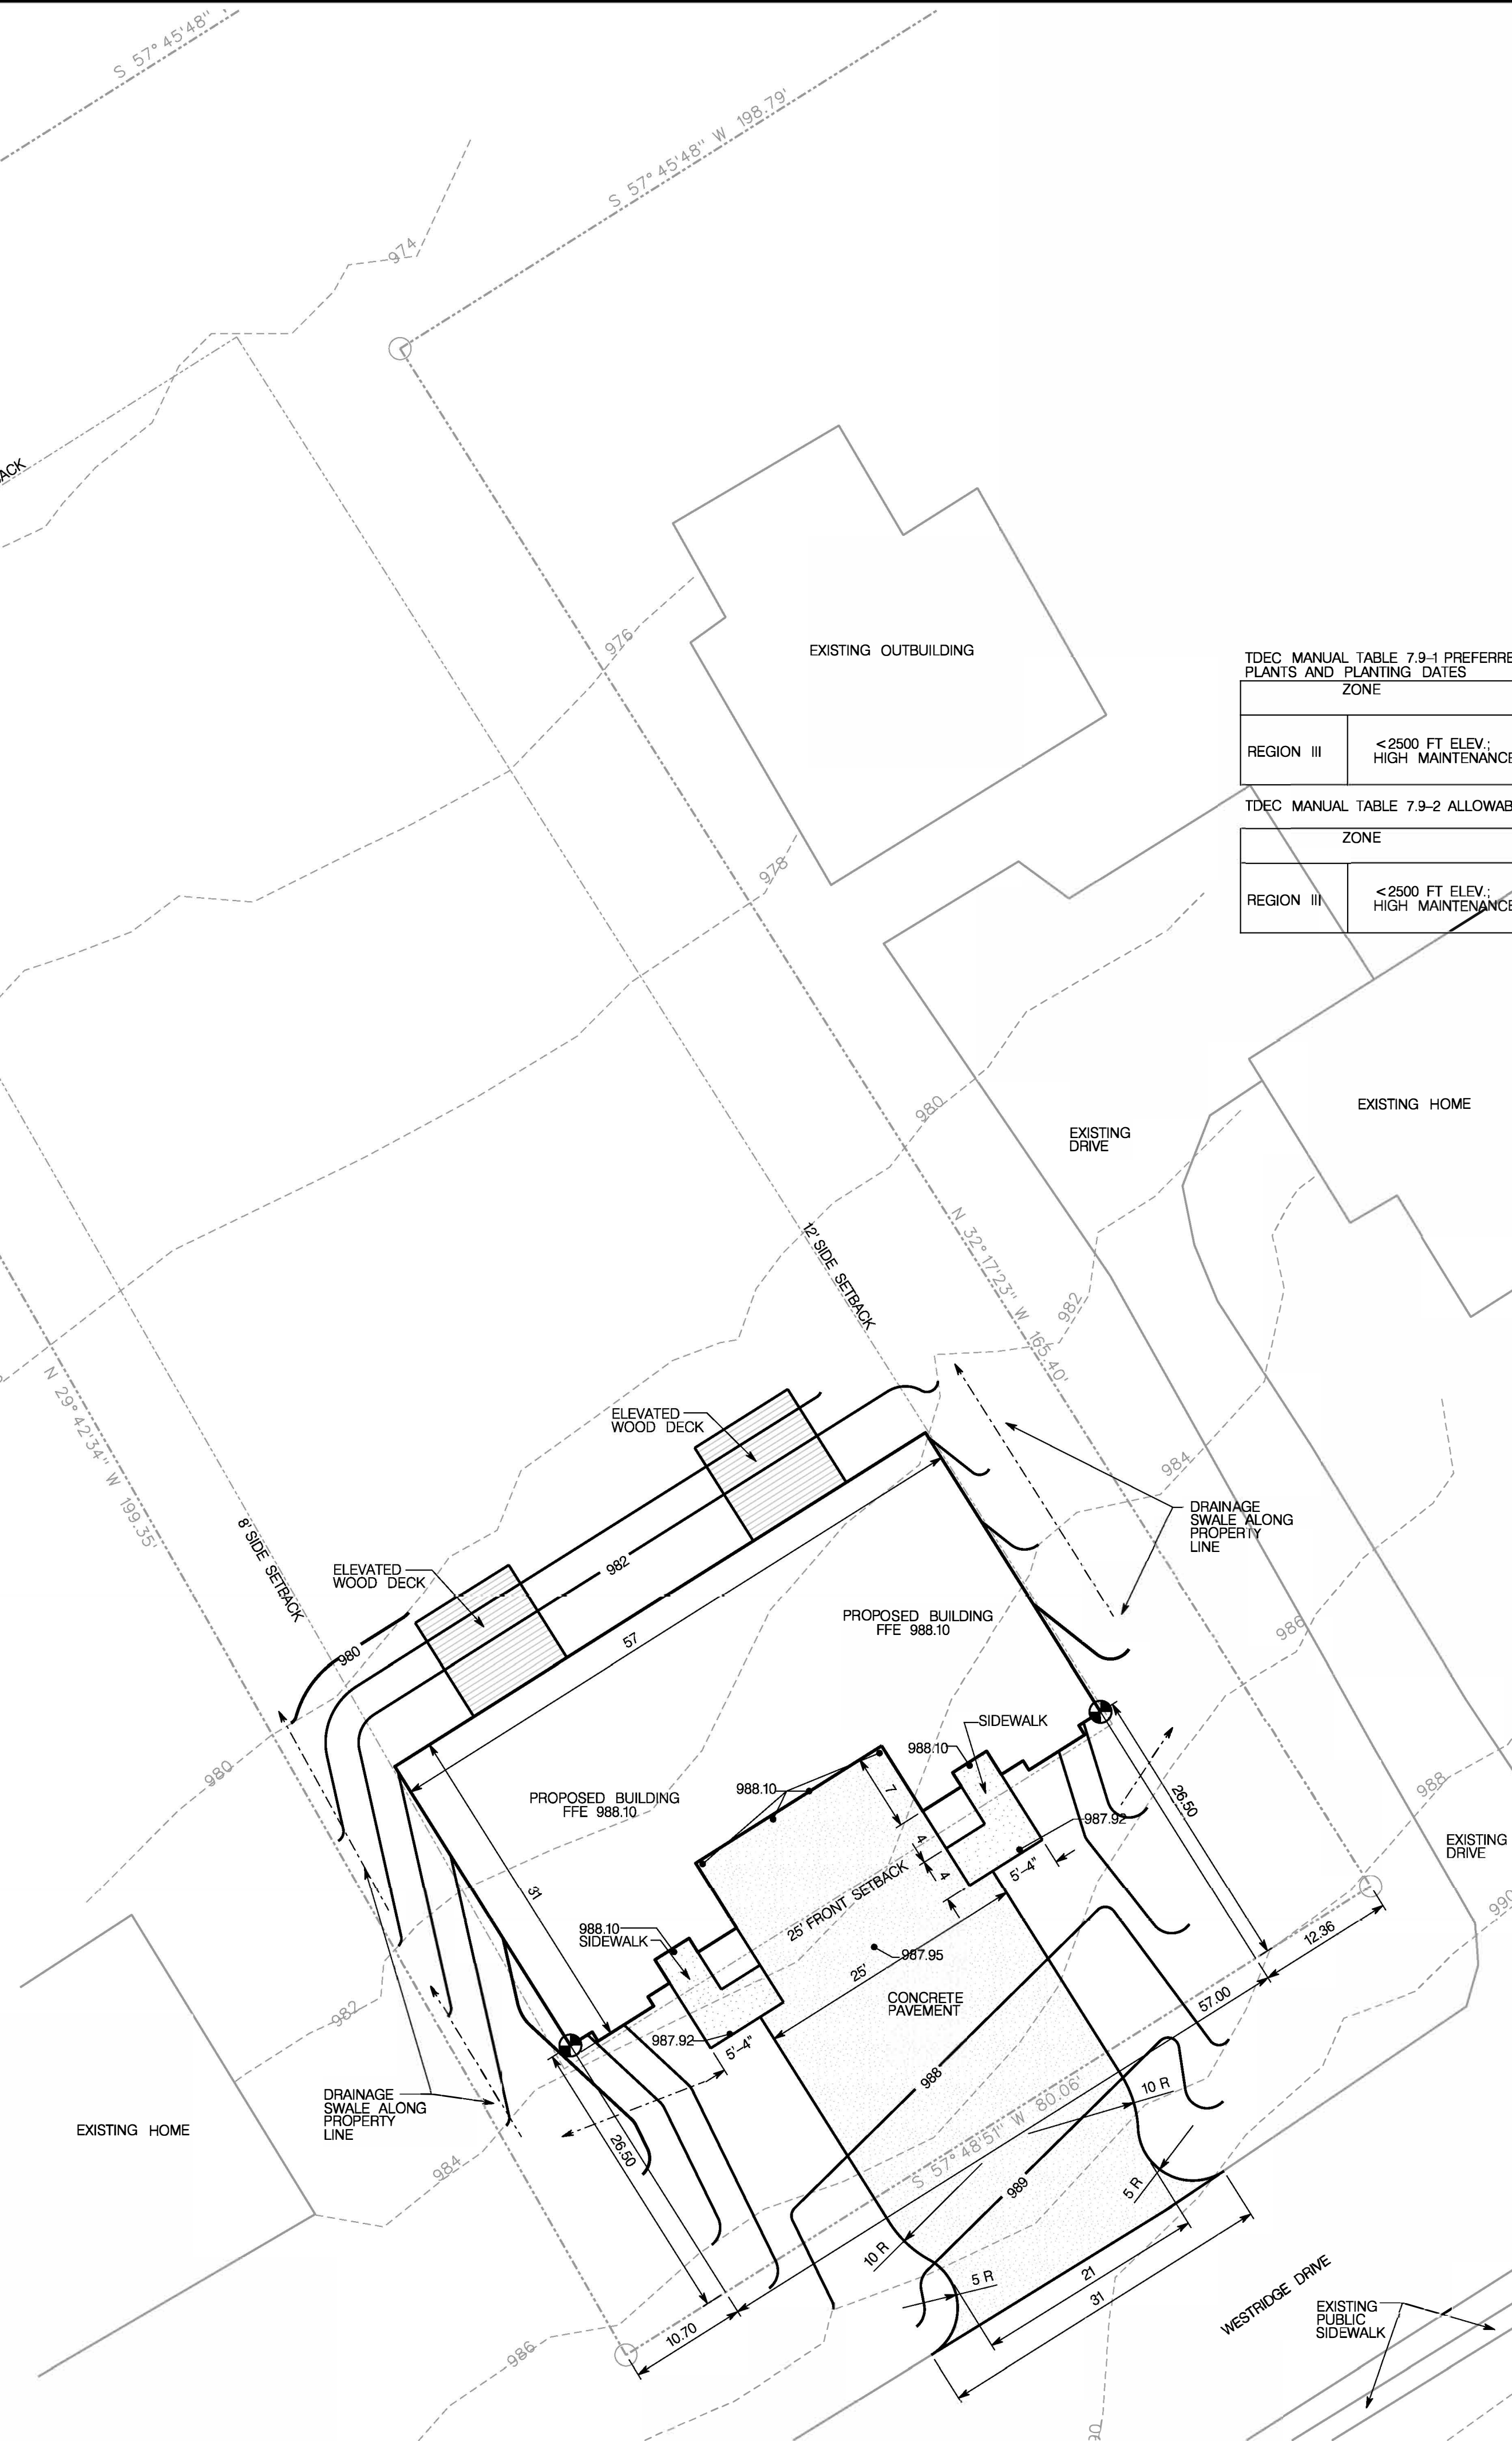 S 57° 45'48"
S 57° 45'48" W 198.79'
974
976
EXISTING OUTBUILDING
TDEC MANUAL TABLE 7.9-1
PLANTS AND PLANTING DATES
ZONE
REGION III
<2500 FT ELEV.;
HIGH MAINTENANCE
TDEC MANUAL TABLE 7.9-2
ZONE
REGION III
<2500 FT ELEV.;
HIGH MAINTENANCE
978
980
EXISTING
DRIVE
EXISTING HOME
12' SIDE SETBACK
N 32° 17'23" W 165.40'
982
N 29° 42'34" W 199.35'
ELEVATED
WOOD DECK
984
DRAINAGE
SWALE ALONG
PROPERTY
LINE
8' SIDE SETBACK
ELEVATED
WOOD DECK
982
57
PROPOSED BUILDING
FFE 988.10
986
980
SIDEWALK
988.10
980
PROPOSED BUILDING
FFE 988.10
988.10
7
26.50
988
987.92
4
4
5'-4"
EXISTING
DRIVE
31
25' FRONT SETBACK
990
988.10
SIDEWALK
987.95
25'
12.36
CONCRETE
PAVEMENT
57.00
982
987.92
5'-4"
988
10 R
DRAINAGE
SWALE ALONG
PROPERTY
LINE
EXISTING HOME
S 57° 48'51" W 80.06'
989
5 R
984
26.50
10 R
5 R
21
31
WESTRIDGE DRIVE
EXISTING
PUBLIC
SIDEWALK
986
10.70